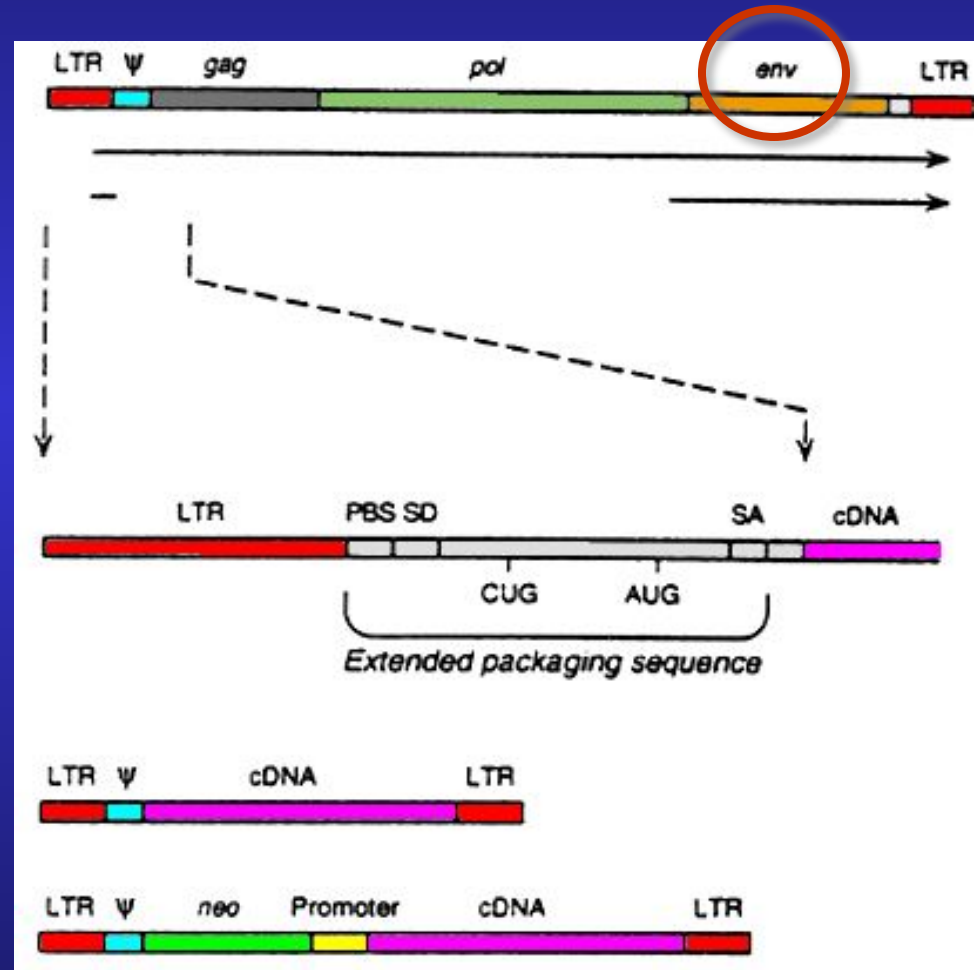 LTR Ψ gag pol env LTR
LTR PBS SD SA cDNA
CUG AUG
Extended packaging sequence
LTR Ψ cDNA LTR
LTR Ψ neo Promoter cDNA LTR